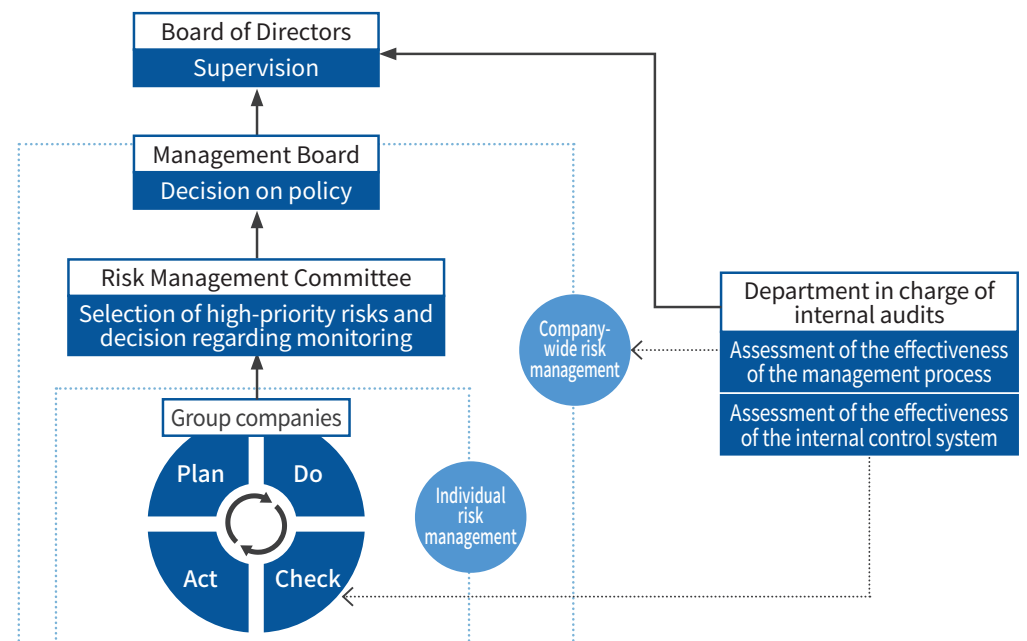 Board of Directors
Supervision
Management Board
Decision on policy
Risk Management Committee
Selection of high-priority risks and
decision regarding monitoring
Group companies
Plan
Do
Act
Check
Individual
risk
management
Company-
wide risk
management
Department in charge of
internal audits
Assessment of the effectiveness
of the management process
Assessment of the effectiveness
of the internal control system